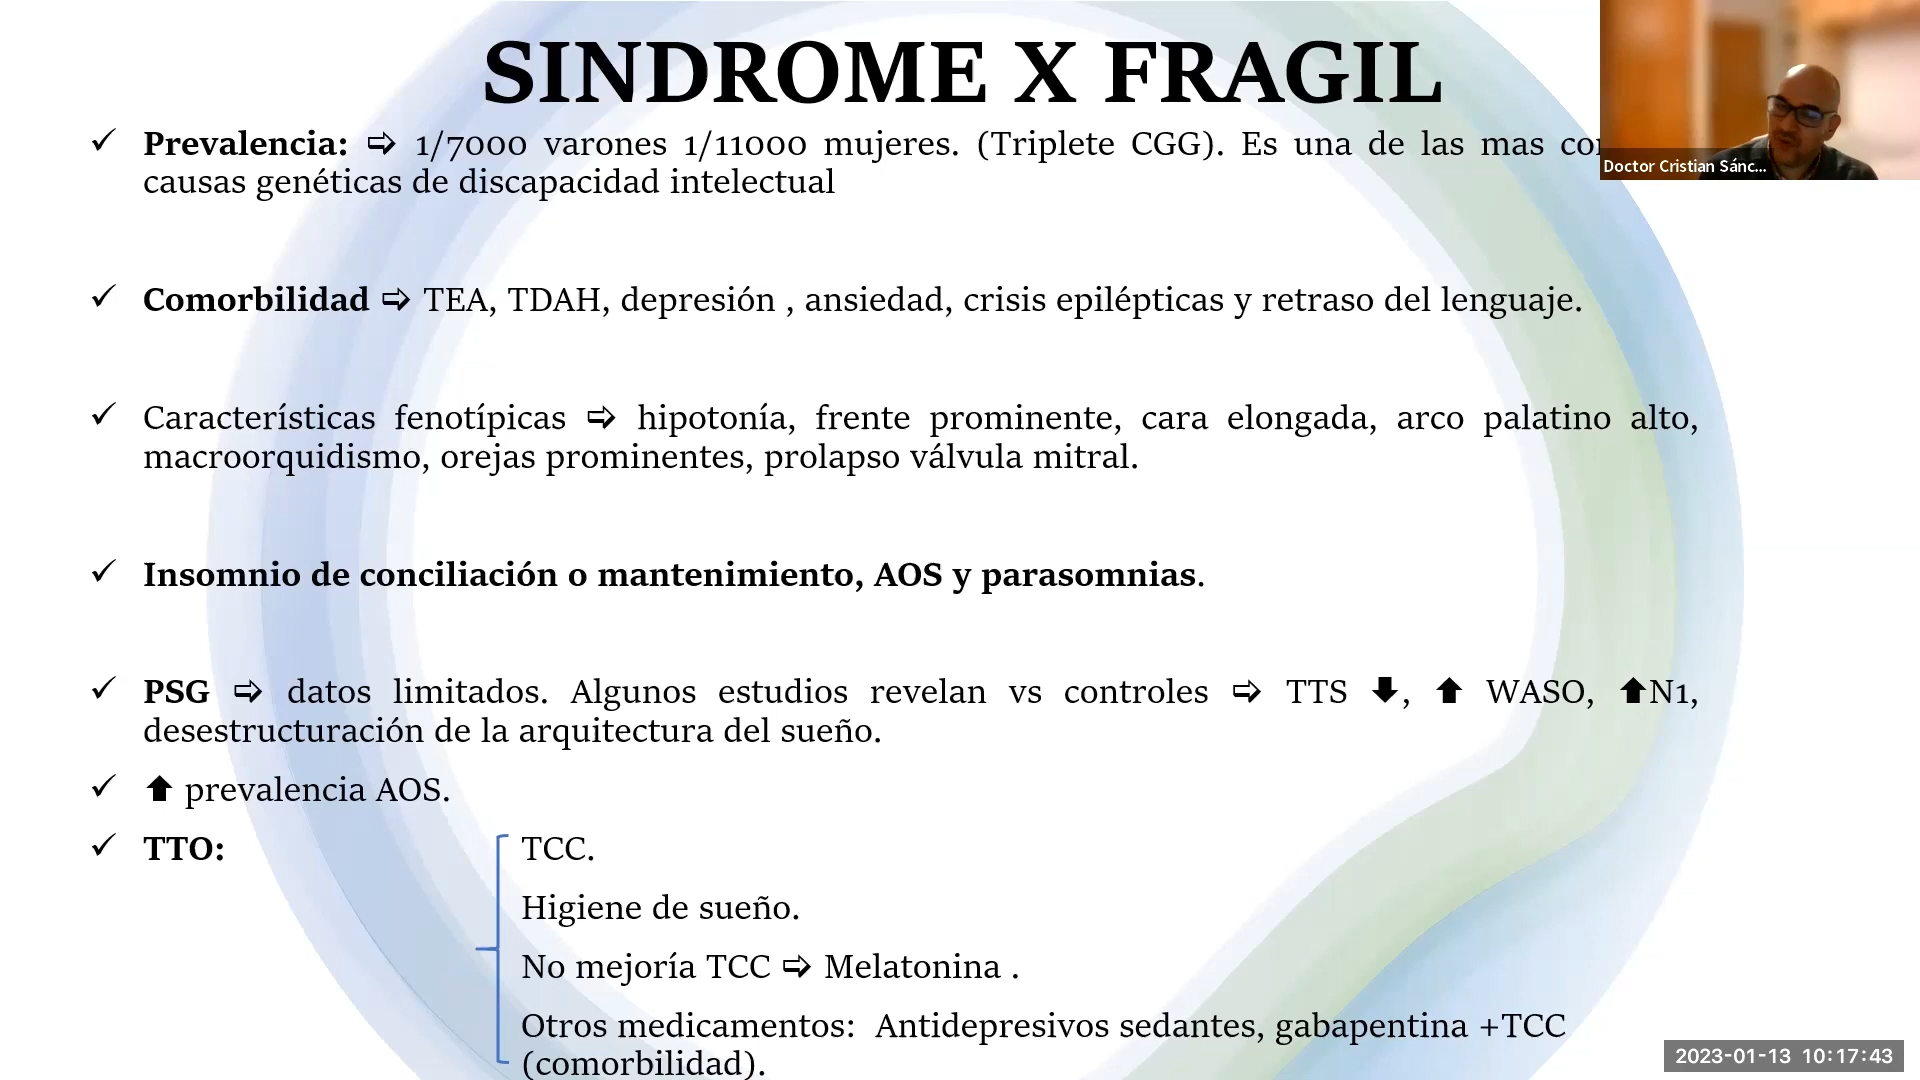 SINDROME X FRAGIL
✓ Prevalencia: ⇨ 1/7000 varones 1/11000 mujeres. (Triplete CGG). Es una de las mas
causas genéticas de discapacidad intelectual
✓ Comorbilidad ⇨ TEA, TDAH, depresión , ansiedad, crisis epilépticas y retraso del lenguaje.
✓ Características fenotípicas ⇨ hipotonía, frente prominente, cara elongada, arco palatino alto,
macroorquidismo, orejas prominentes, prolapso válvula mitral.
✓ Insomnio de conciliación o mantenimiento, AOS y parasomnias.
✓ PSG ⇨ datos limitados. Algunos estudios revelan vs controles ⇨ TTS 🡇, 🡅 WASO, 🡅N1,
desestructuración de la arquitectura del sueño.
✓ 🡅 prevalencia AOS.
✓ TTO:
TCC.
Higiene de sueño.
No mejoría TCC ⇨ Melatonina .
Otros medicamentos: Antidepresivos sedantes, gabapentina +TCC
(comorbilidad).
Doctor Cristian Sánc...
2023-01-13 10:17:43